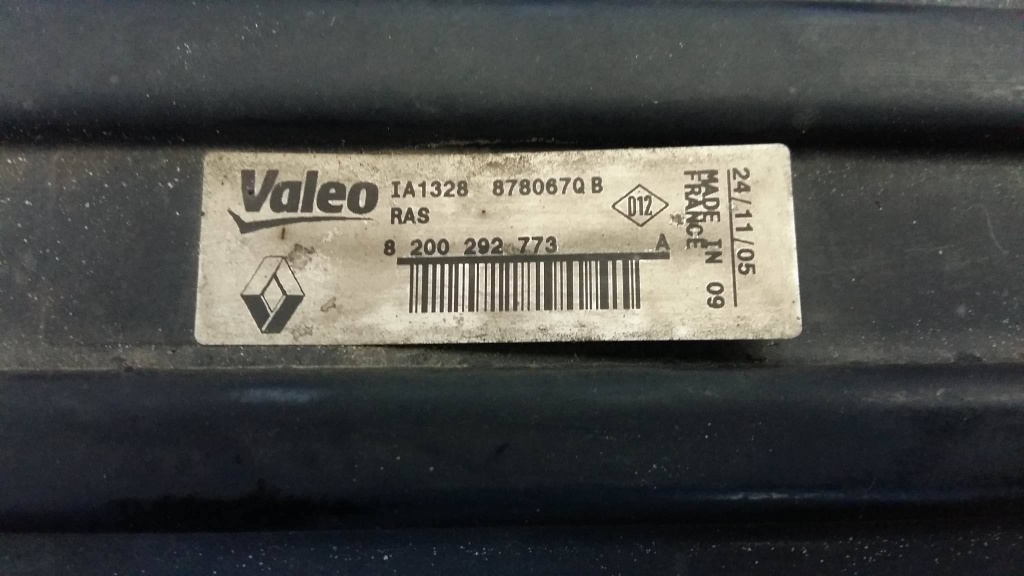 Valeo IA1328 878067Q B
RAS
D12
8 200 292 773 A
24/11/05
MADE IN 09
FRANCE